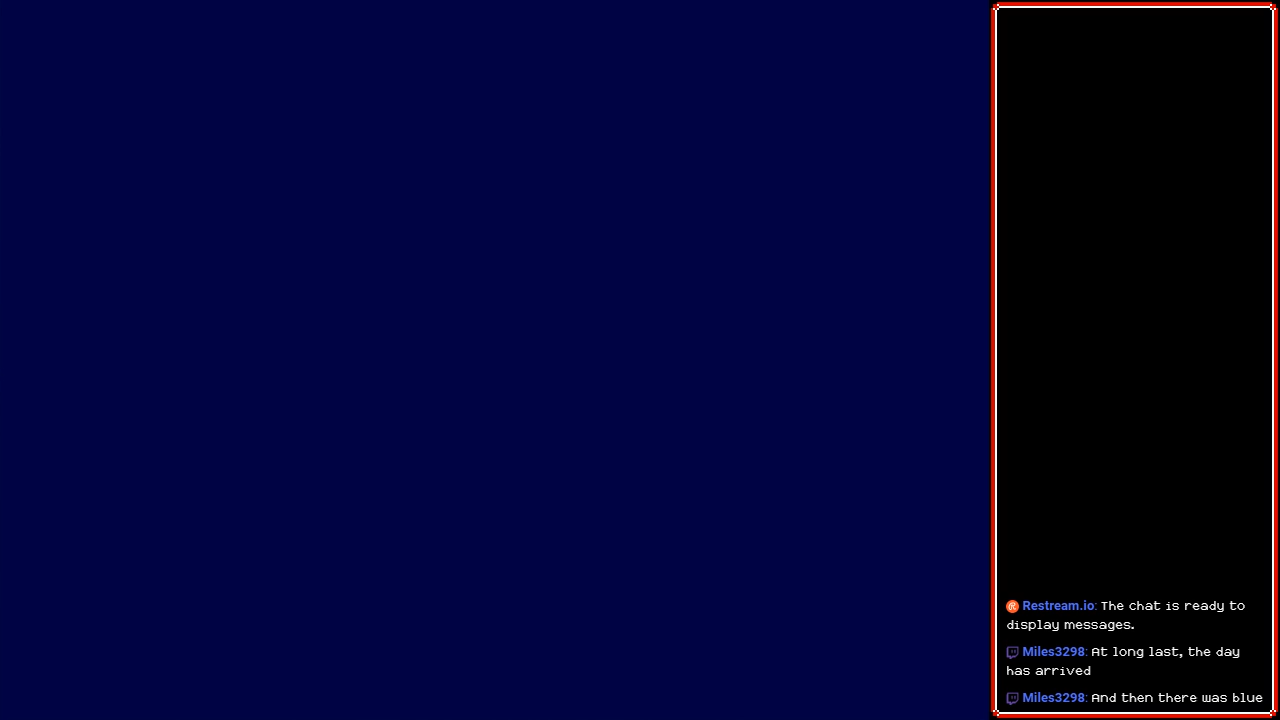 Restream.io: The chat is ready to
display messages.
Miles3298: At long last, the day
has arrived
Miles3298: And then there was blue